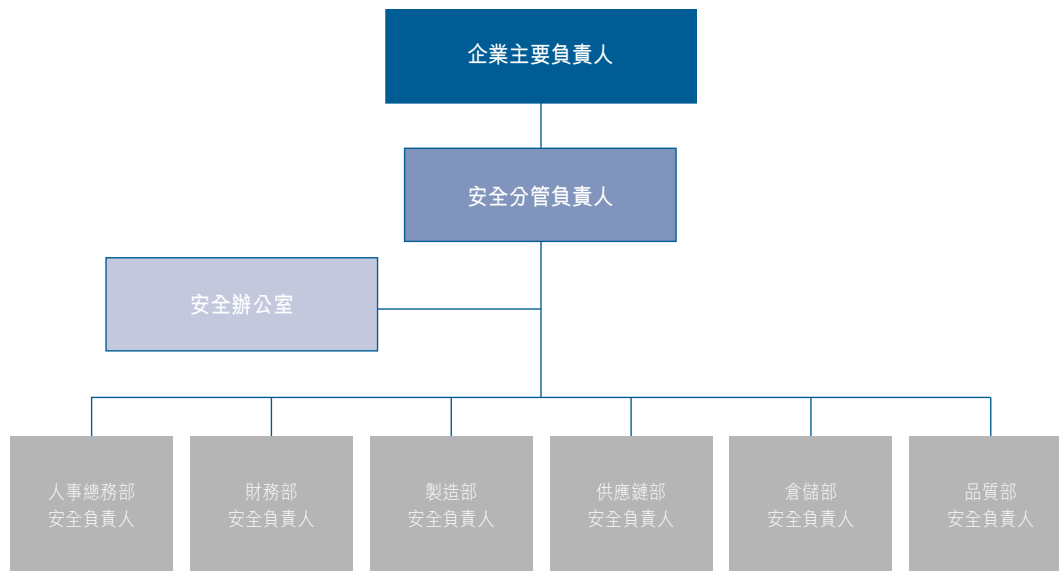 企業主要負責人
安全分管負責人
安全辦公室
人事總務部
安全負責人
財務部
安全負責人
製造部
安全負責人
供應鏈部
安全負責人
倉儲部
安全負責人
品質部
安全負責人